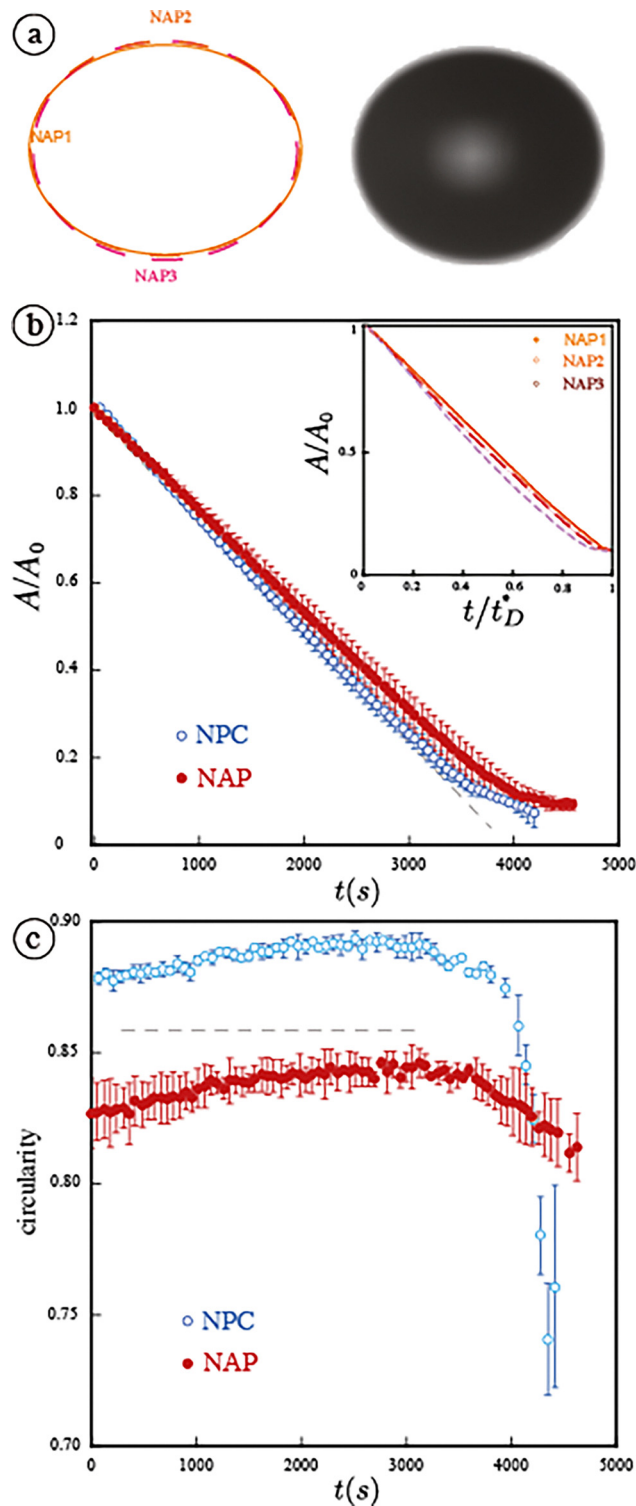 a
NAP2
NAP1
NAP3
b
1.2
1.0
0.8
0.6
0.4
0.2
0
A/A0
0 1000 2000 3000 4000 5000
t(s)
NPC
NAP
1
0.5
0
A/A0
0 0.2 0.4 0.6 0.8 1
t/t*D
NAP1
NAP2
NAP3
c
0.90
0.85
0.80
0.75
0.70
circularity
0 1000 2000 3000 4000 5000
t(s)
NPC
NAP